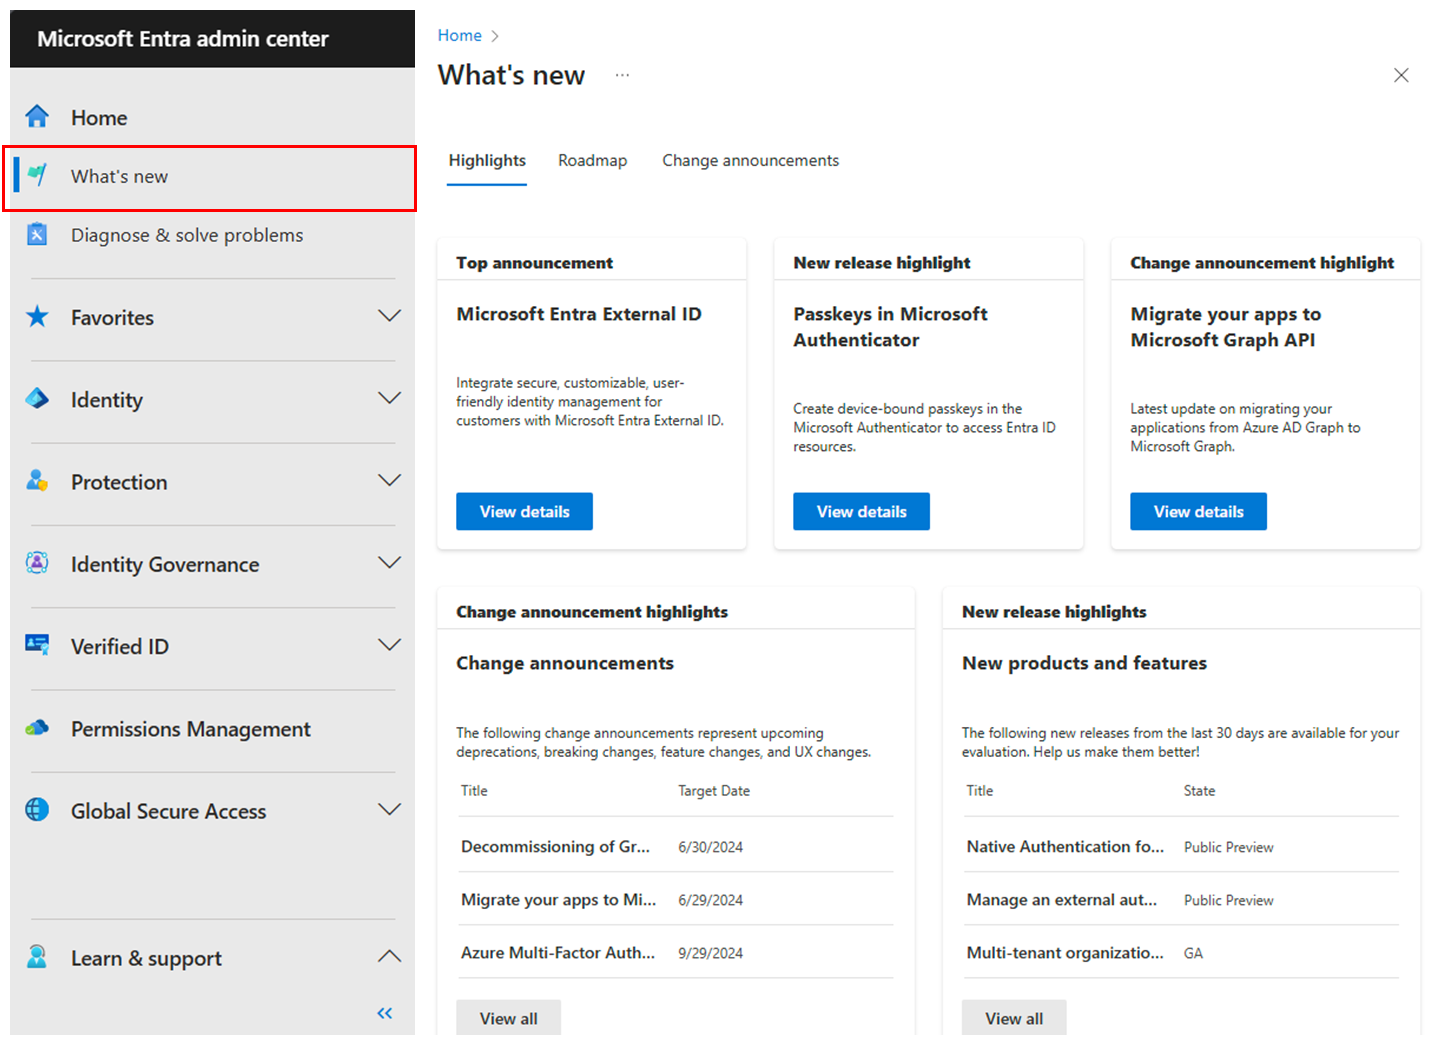 Microsoft Entra admin center
Home
What's new
Diagnose & solve problems
Favorites
Identity
Protection
Identity Governance
Verified ID
Permissions Management
Global Secure Access
Learn & support
Home
What's new
Highlights
Roadmap
Change announcements
Top announcement
Microsoft Entra External ID
Integrate secure, customizable, user-
friendly identity management for
customers with Microsoft Entra External ID.
View details
New release highlight
Passkeys in Microsoft
Authenticator
Create device-bound passkeys in the
Microsoft Authenticator to access Entra ID
resources.
View details
Change announcement highlight
Migrate your apps to
Microsoft Graph API
Latest update on migrating your
applications from Azure AD Graph to
Microsoft Graph.
View details
Change announcement highlights
Change announcements
The following change announcements represent upcoming
deprecations, breaking changes, feature changes, and UX changes.
Title Target Date
Decommissioning of Gr... 6/30/2024
Migrate your apps to Mi... 6/29/2024
Azure Multi-Factor Auth... 9/29/2024
View all
New release highlights
New products and features
The following new releases from the last 30 days are available for your
evaluation. Help us make them better!
Title State
Native Authentication fo... Public Preview
Manage an external aut... Public Preview
Multi-tenant organizatio... GA
View all